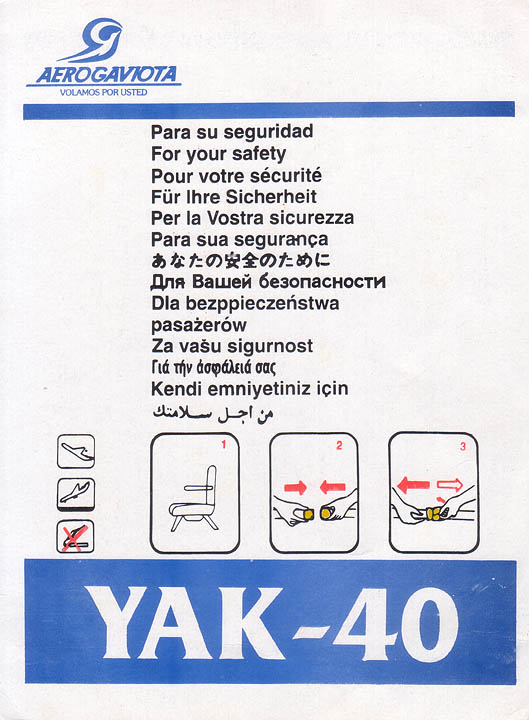 AEROGAVIOTA
VOLAMOS POR USTED
Para su seguridad
For your safety
Pour votre sécurité
Für Ihre Sicherheit
Per la Vostra sicurezza
Para sua segurança
あなたの安全のために
Для Вашей безопасности
Dla bezppieczeństwa
pasażerów
Za vašu sigurnost
Γιά τήν ἀσφάλειά σας
Kendi emniyetiniz için
من اجل سلامتك
1
2
3
YAK-40